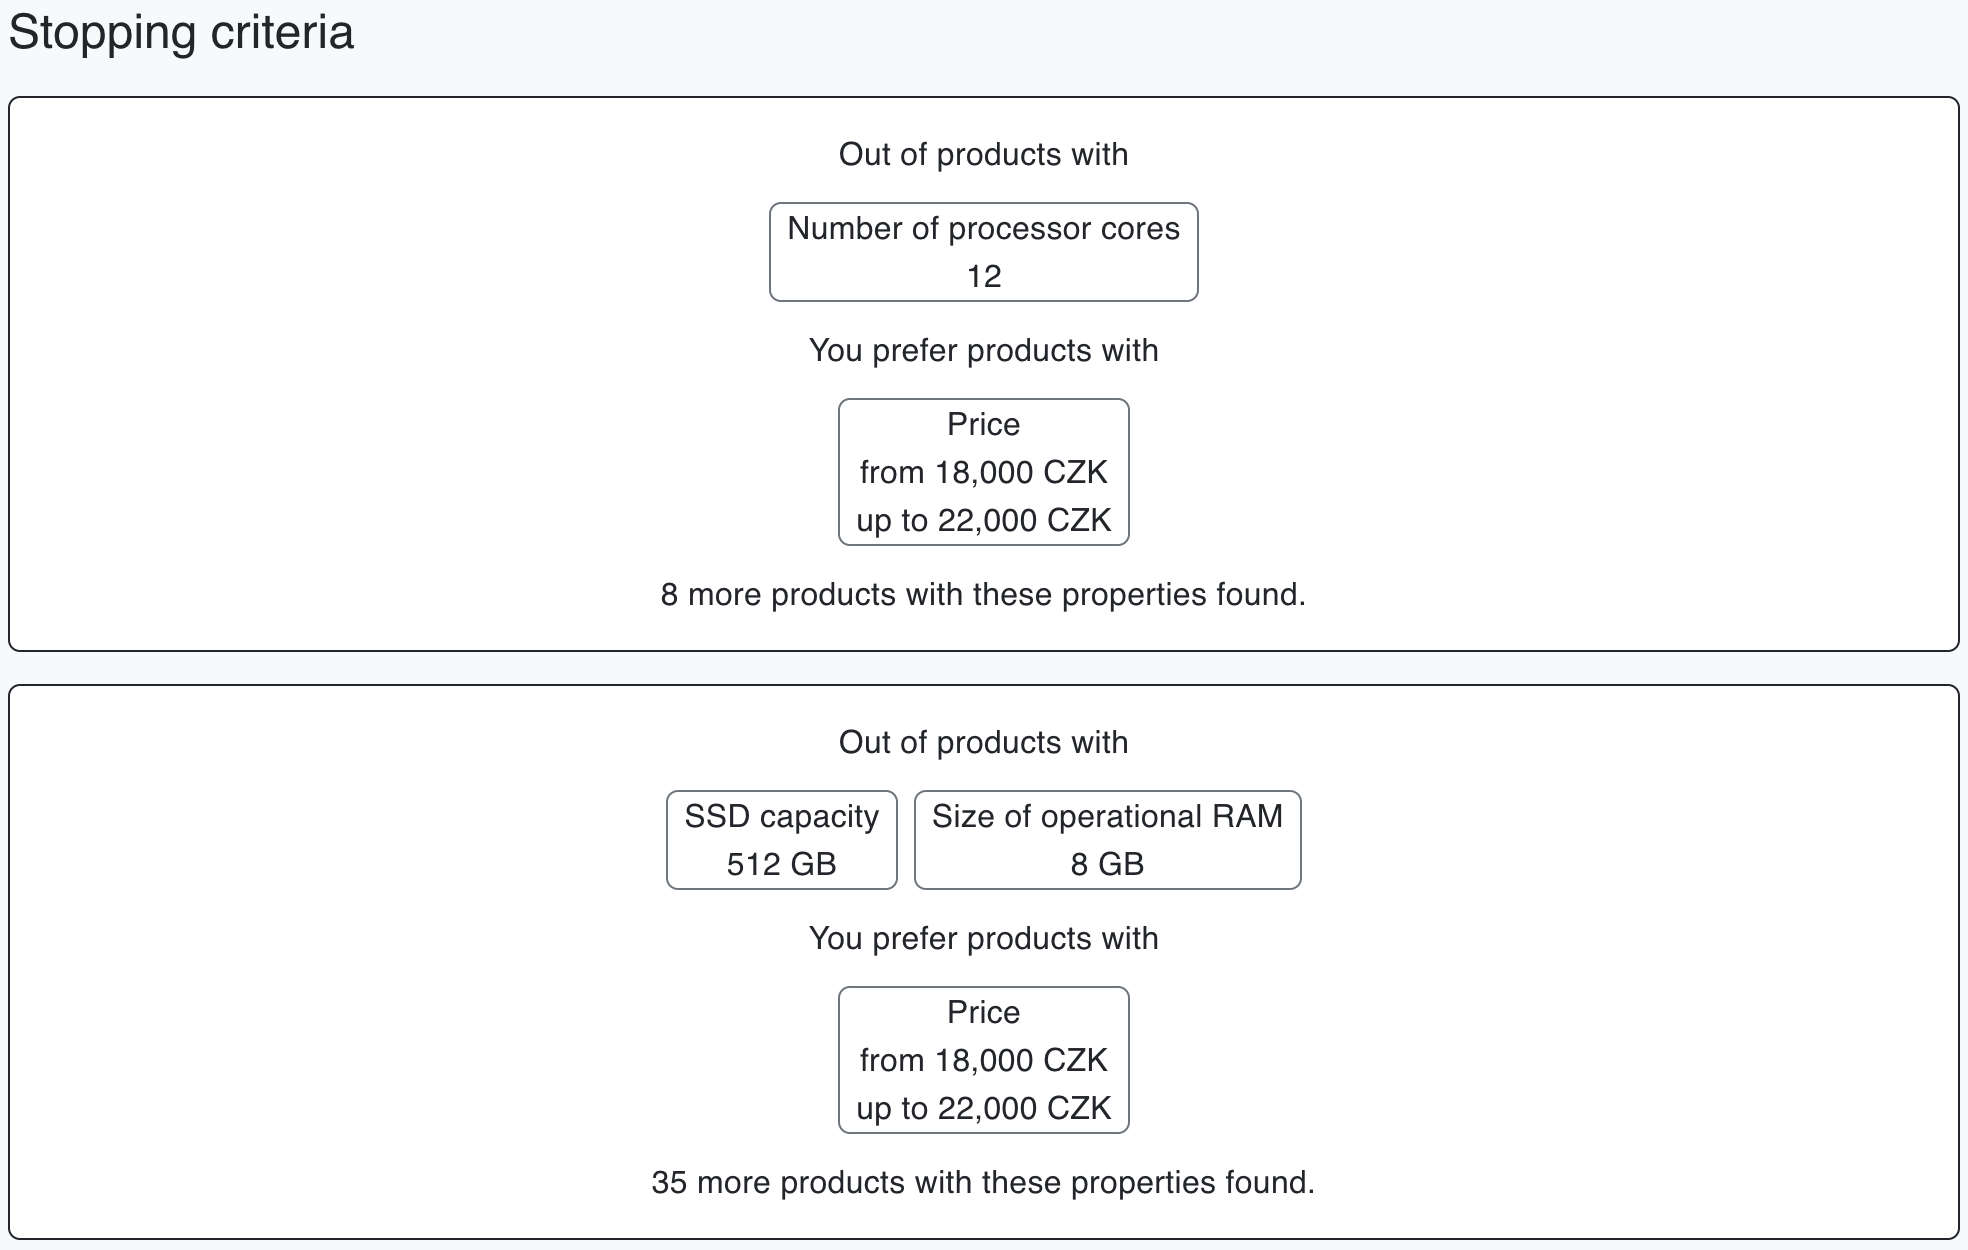 Stopping criteria
Out of products with
Number of processor cores
12
You prefer products with
Price
from 18,000 CZK
up to 22,000 CZK
8 more products with these properties found.
Out of products with
SSD capacity
512 GB
Size of operational RAM
8 GB
You prefer products with
Price
from 18,000 CZK
up to 22,000 CZK
35 more products with these properties found.